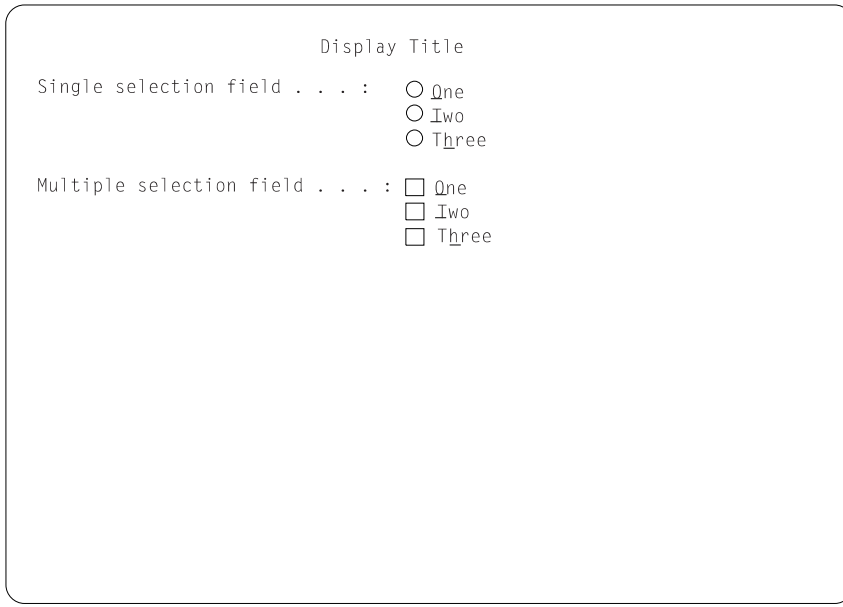 Display Title
Single selection field . . . : One
Two
Three
Multiple selection field . . . : One
Two
Three